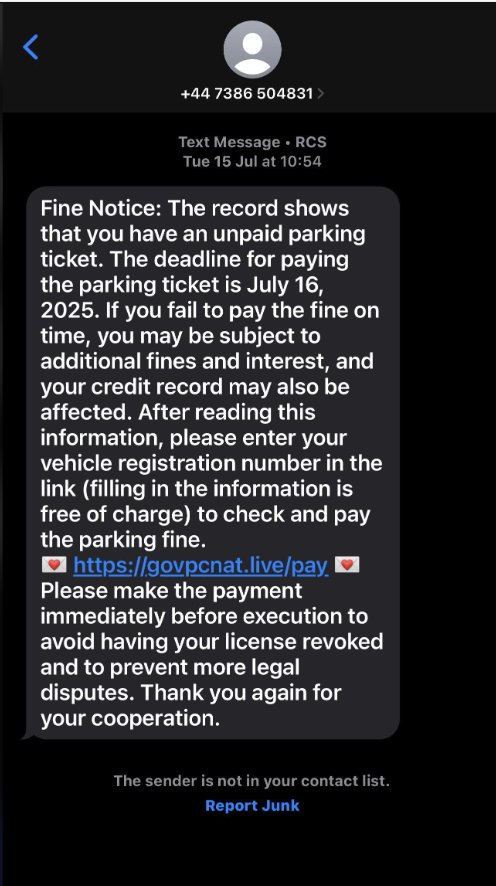 +44 7386 504831
Text Message • RCS
Tue 15 Jul at 10:54
Fine Notice: The record shows
that you have an unpaid parking
ticket. The deadline for paying
the parking ticket is July 16,
2025. If you fail to pay the fine on
time, you may be subject to
additional fines and interest, and
your credit record may also be
affected. After reading this
information, please enter your
vehicle registration number in the
link (filling in the information is
free of charge) to check and pay
the parking fine.
💌 https://govpcnat.live/pay 💌
Please make the payment
immediately before execution to
avoid having your license revoked
and to prevent more legal
disputes. Thank you again for
your cooperation.
The sender is not in your contact list.
Report Junk